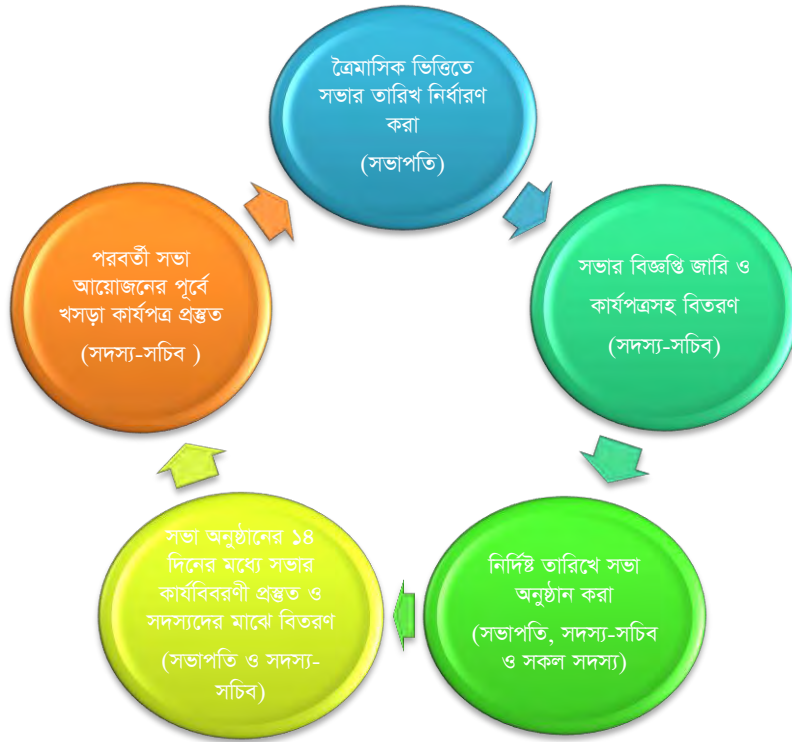 ত্রৈমাসিক ভিত্তিতে
সভার তারিখ নির্ধারণ
করা
(সভাপতি)
সভার বিজ্ঞপ্তি জারি ও
কার্যপত্রসহ বিতরণ
(সদস্য-সচিব)
নির্দিষ্ট তারিখে সভা
অনুষ্ঠান করা
(সভাপতি, সদস্য-সচিব
ও সকল সদস্য)
সভা অনুষ্ঠানের ১৪
দিনের মধ্যে সভার
কার্যবিবরণী প্রস্তুত ও
সদস্যদের মাঝে বিতরণ
(সভাপতি ও সদস্য-
সচিব)
পরবর্তী সভা
আয়োজনের পূর্বে
খসড়া কার্যপত্র প্রস্তুত
(সদস্য-সচিব )